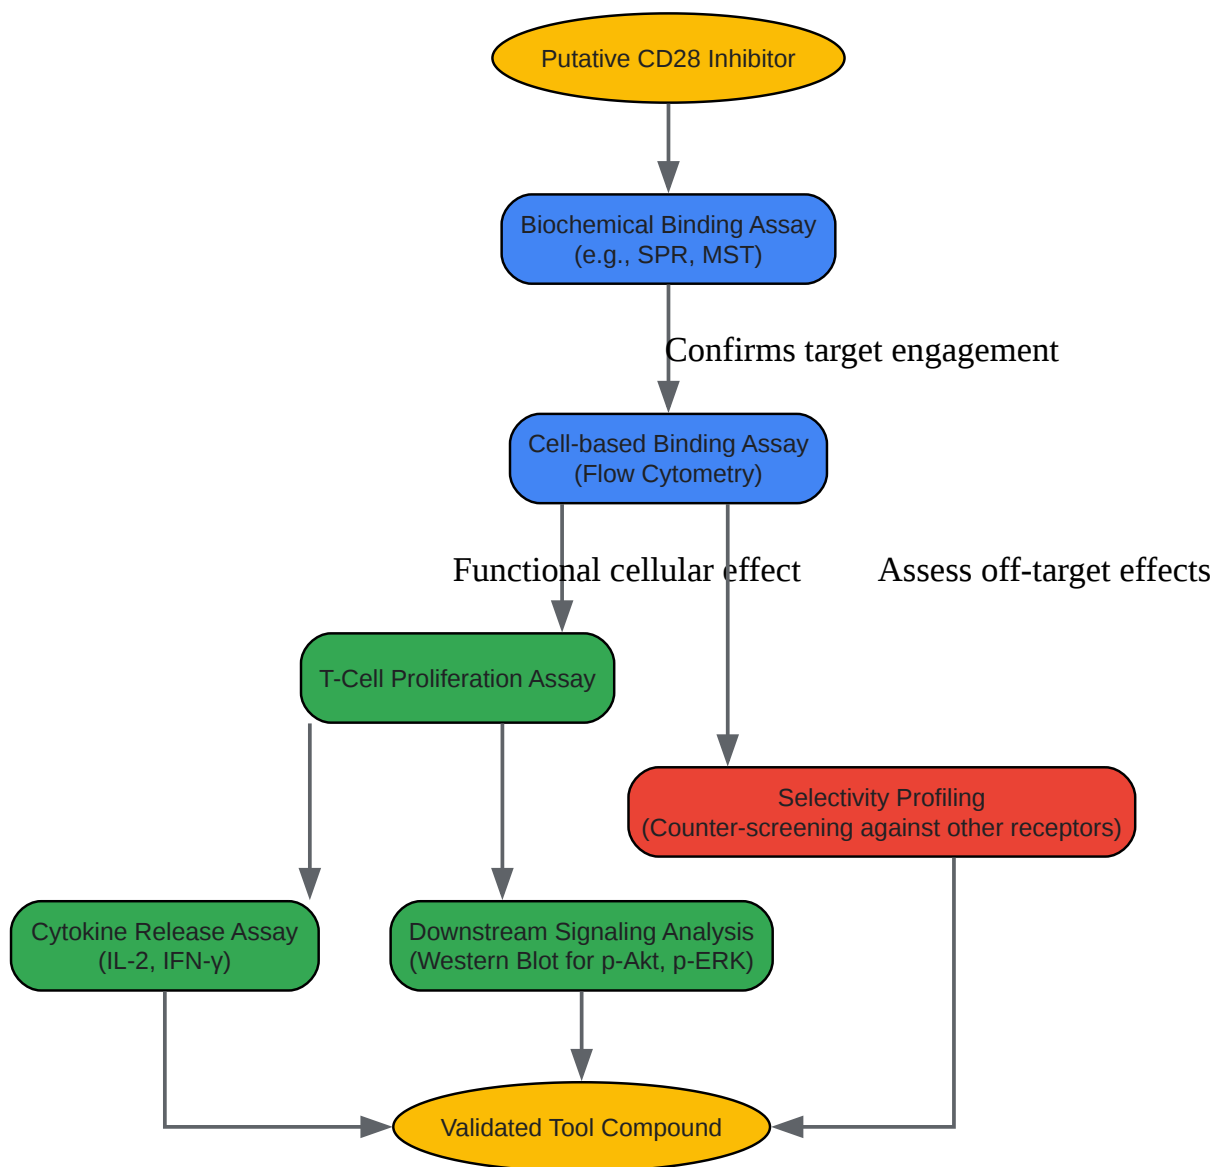 Putative CD28 Inhibitor
Biochemical Binding Assay
(e.g., SPR, MST)
Confirms target engagement
Cell-based Binding Assay
(Flow Cytometry)
Functional cellular effect
Assess off-target effects
T-Cell Proliferation Assay
Selectivity Profiling
(Counter-screening against other receptors)
Cytokine Release Assay
(IL-2, IFN-γ)
Downstream Signaling Analysis
(Western Blot for p-Akt, p-ERK)
Validated Tool Compound